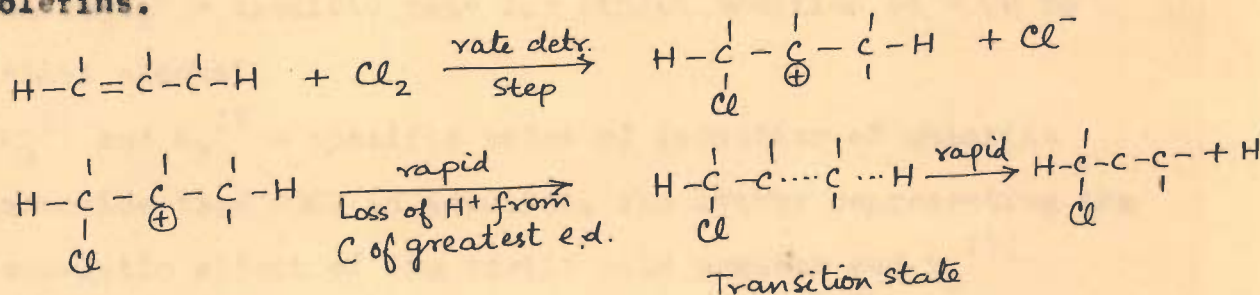 olefins.
H-C=C-C-H + Cl₂ rate detr. Step → H-C-C-C-H + Cl⁻
⊕
Cl
H-C-C-C-H rapid Loss of H⁺ from C of greatest e.d. → H-C-C····C···H rapid → H-C-C-C- + H
⊕
Cl Cl Cl
Transition state